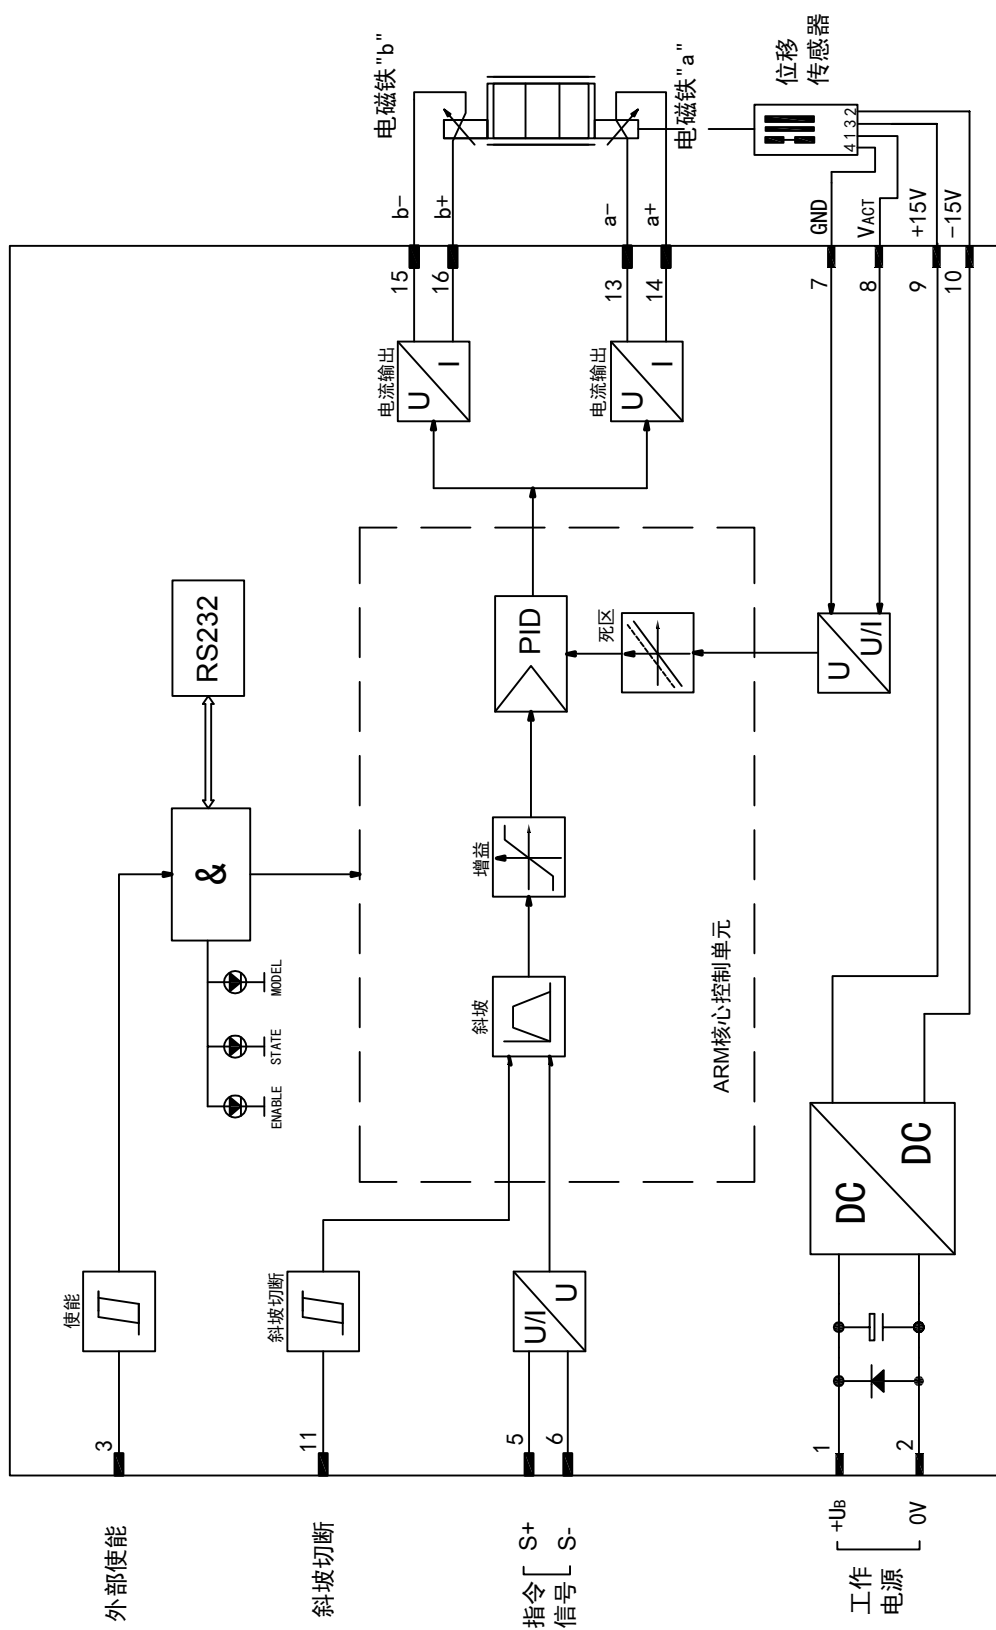 外部使能
3
使能
&
RS232
ENABLE
STATE
MODEL
斜坡切断
11
斜坡切断
指令
信号
S+
S-
5
6
U/I
U
斜坡
增益
PID
死区
ARM核心控制单元
电流输出
U
I
电流输出
U
I
15
16
13
14
b-
b+
a-
a+
电磁铁"b"
电磁铁"a"
工作
电源
+UB
0V
1
2
DC
DC
U
U/I
7
8
9
10
GND
VACT
+15V
-15V
4 1 3 2
位移
传感器